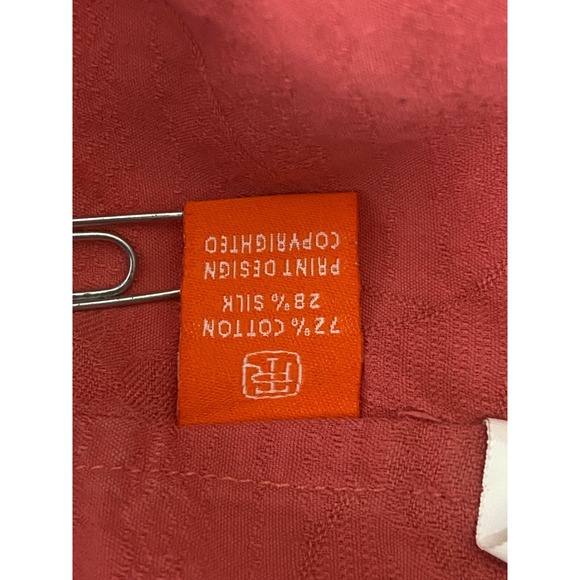 72% COTTON
28% SILK
PRINT DESIGN
COPYRIGHTED